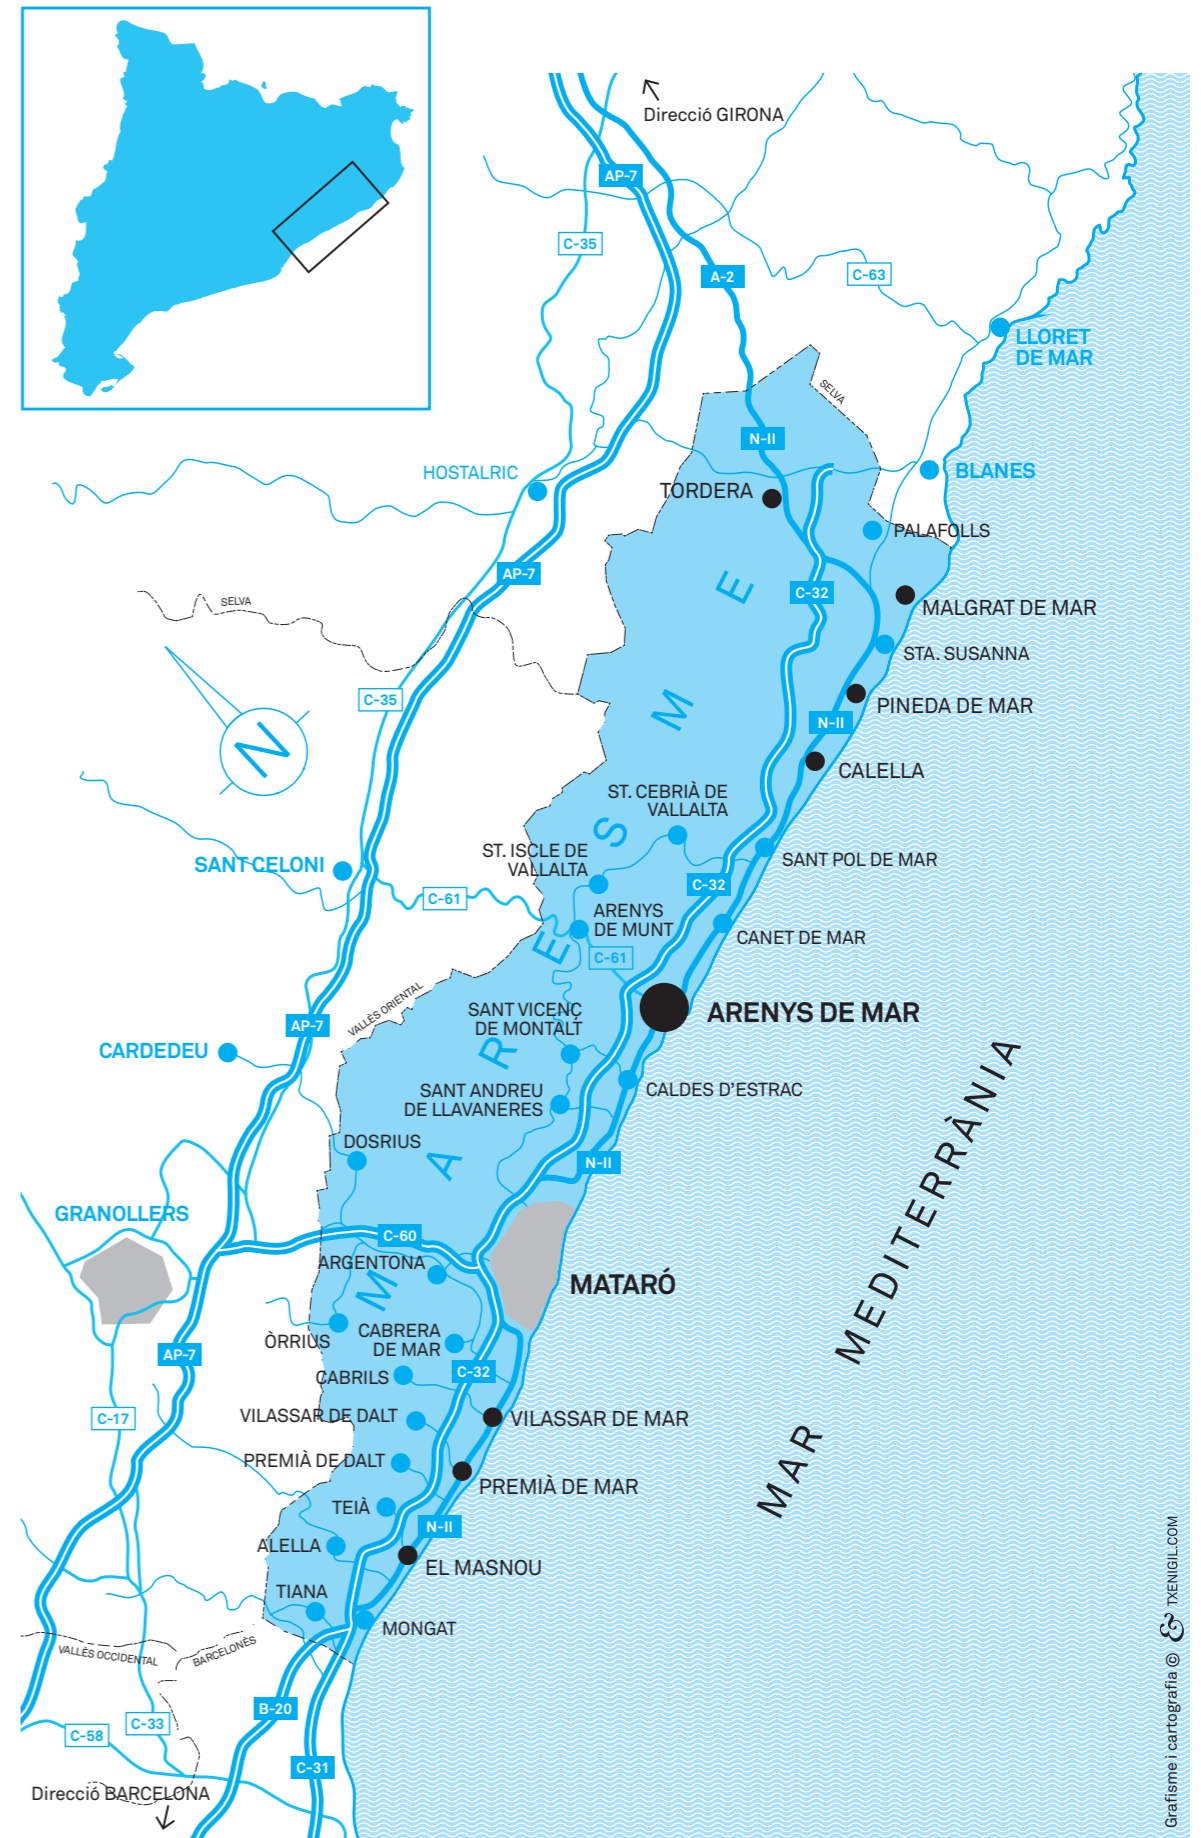 Direcció GIRONA
AP-7
C-35
A-2
C-63
LLORET
DE MAR
SELVA
N-II
HOSTALRIC
BLANES
TORDERA
PALAFOLLS
AP-7
C-32
SELVA
MALGRAT DE MAR
STA. SUSANNA
C-35
PINEDA DE MAR
N-II
N
CALELLA
ST. CEBRIÀ DE
VALLALTA
ST. ISCLE DE
VALLALTA
SANT POL DE MAR
SANT CELONI
C-32
C-61
ARENYS
DE MUNT
CANET DE MAR
C-61
VALLÈS ORIENTAL
SANT VICENÇ
DE MONTALT
ARENYS DE MAR
AP-7
CARDEDEU
SANT ANDREU
DE LLAVANERES
CALDES D'ESTRAC
DOSRIUS
N-II
GRANOLLERS
C-60
ARGENTONA
MATARÓ
MARESME
MAR MEDITERRÀNIA
ÒRRIUS
CABRERA
DE MAR
AP-7
C-32
CABRILS
C-17
VILASSAR DE DALT
VILASSAR DE MAR
PREMIÀ DE DALT
PREMIÀ DE MAR
TEIÀ
N-II
ALELLA
EL MASNOU
TIANA
MONGAT
VALLÈS OCCIDENTAL
BARCELONÈS
B-20
C-33
C-58
C-31
Direcció BARCELONA
Grafisme i cartografia © & TXENIGIL.COM